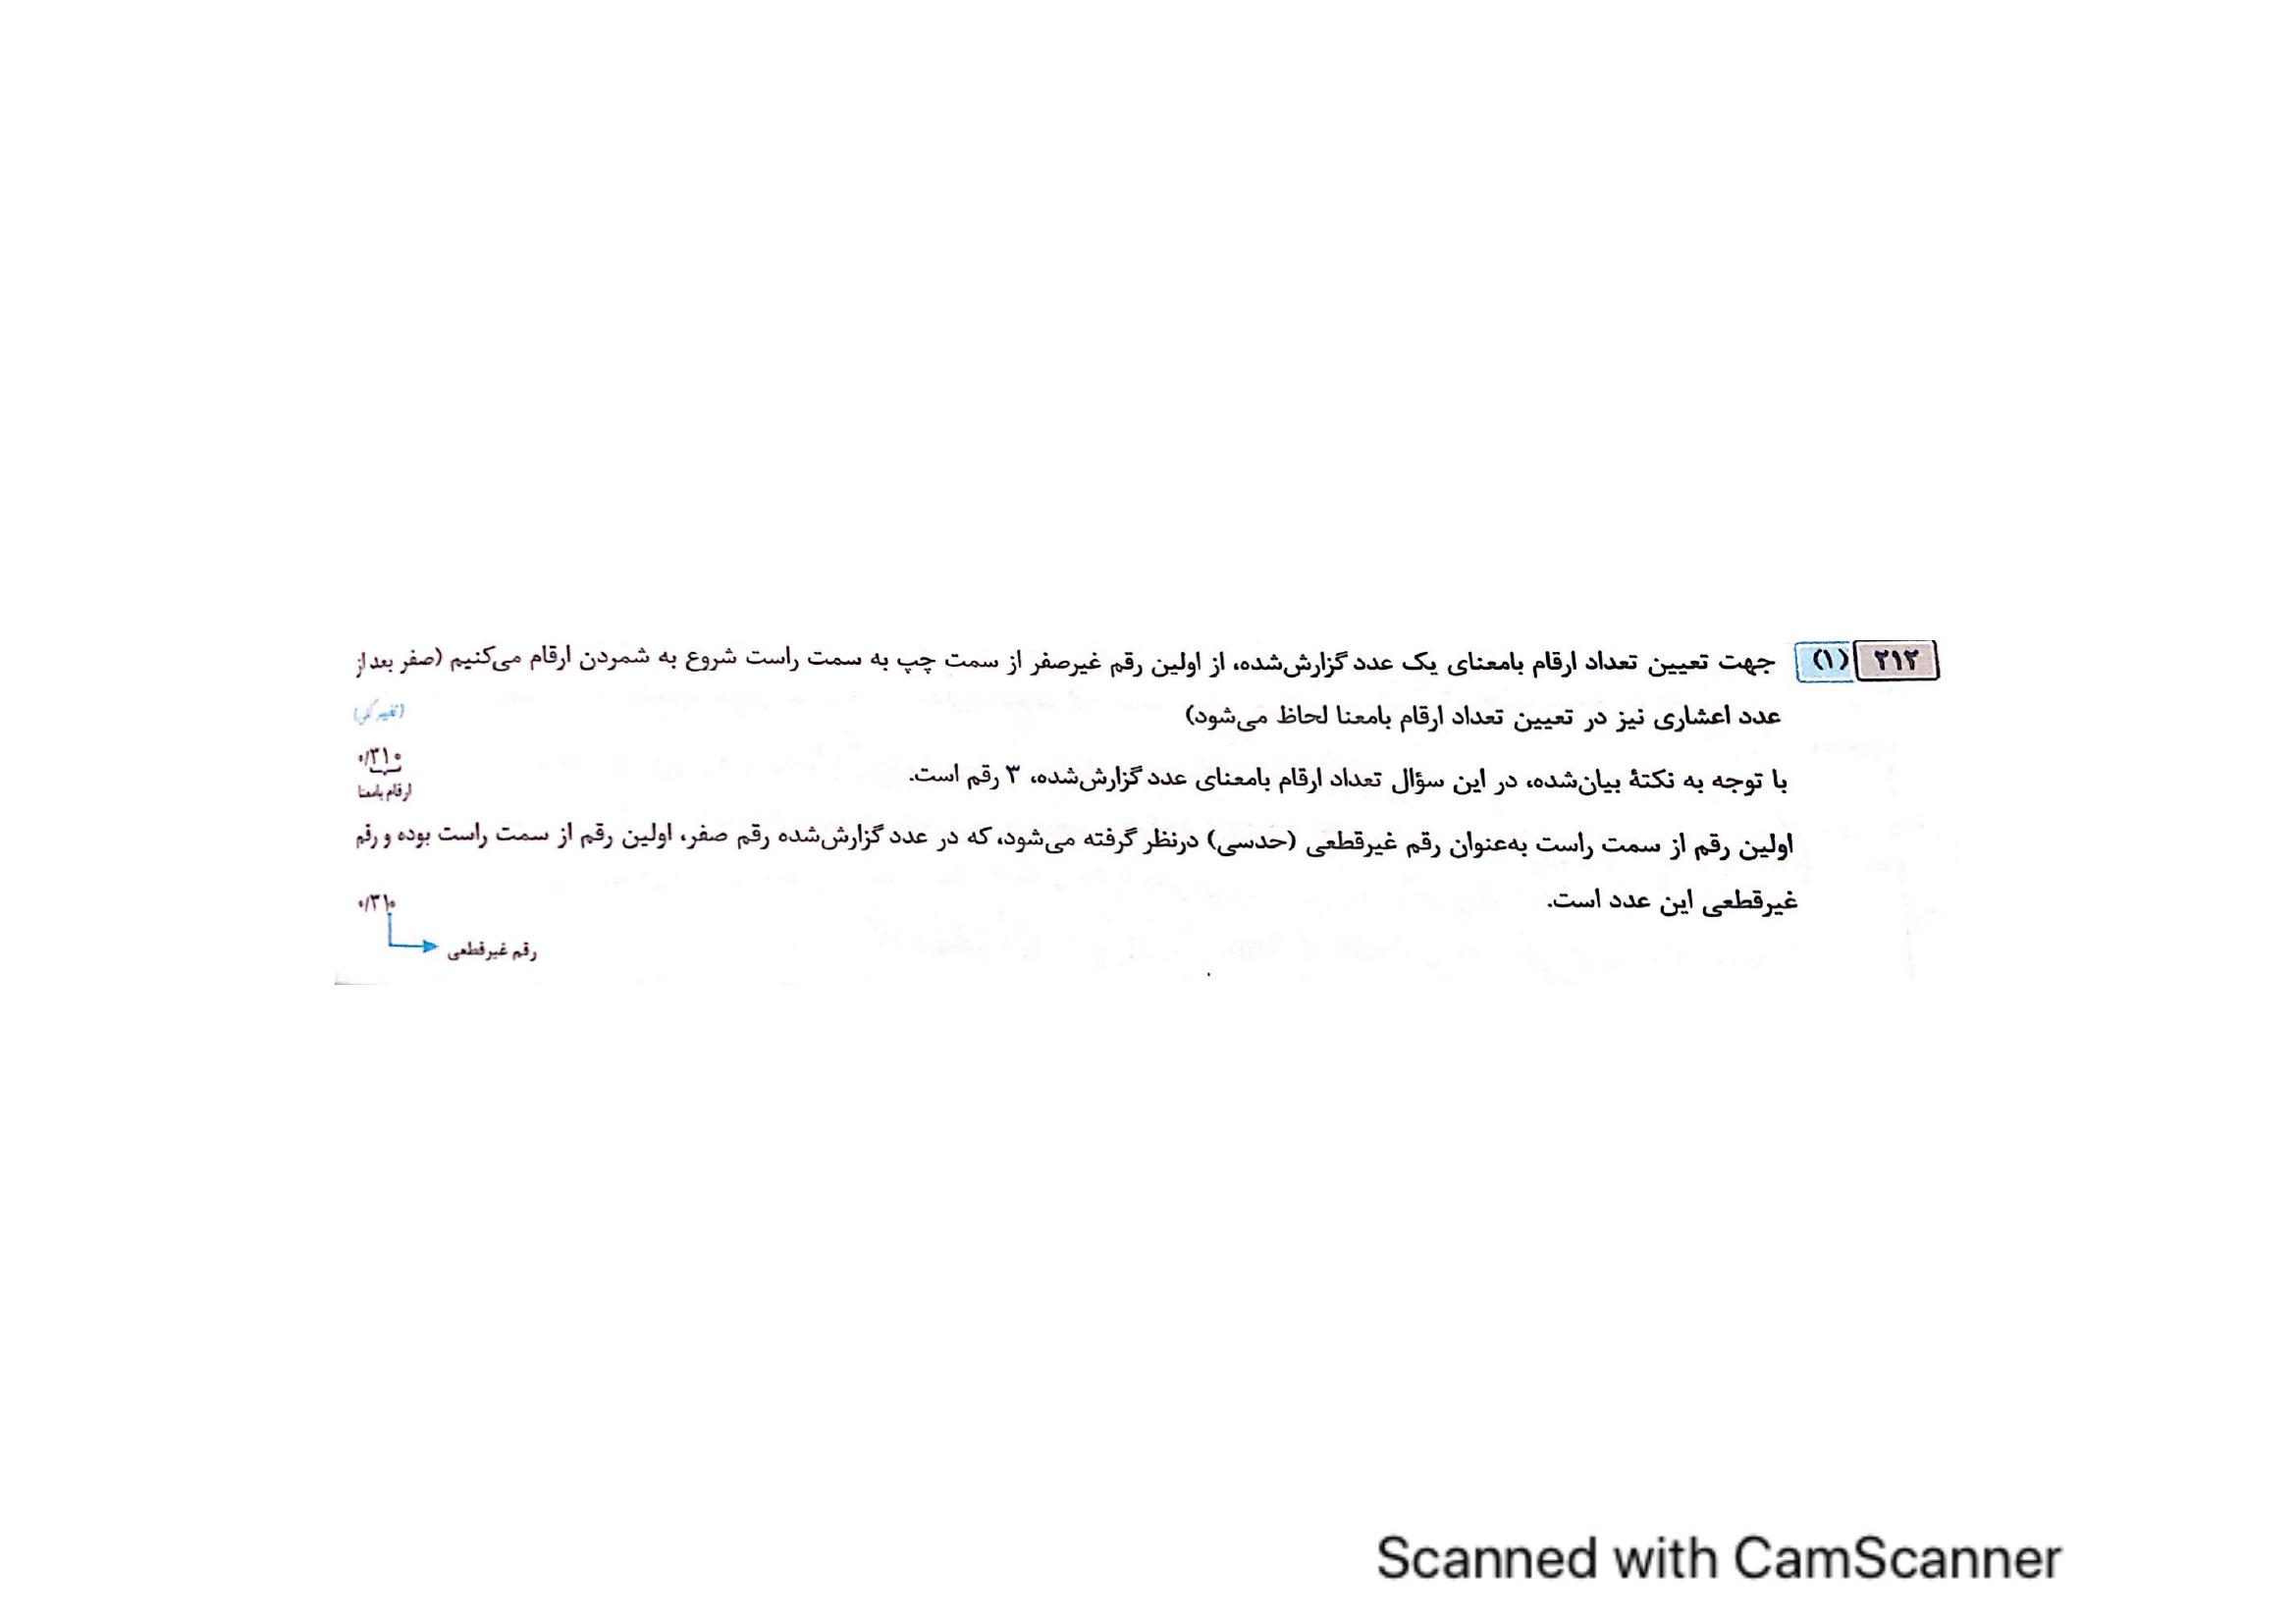 ۲۱۲ (۱) جهت تعیین تعداد ارقام بامعنای یک عدد گزارش‌شده، از اولین رقم غیرصفر از سمت چپ به سمت راست شروع به شمردن ارقام می‌کنیم (صفر بعد از
عدد اعشاری نیز در تعیین تعداد ارقام بامعنا لحاظ می‌شود)
۰/۳۱۰
ارقام بامعنا
با توجه به نکتهٔ بیان‌شده، در این سؤال تعداد ارقام بامعنای عدد گزارش‌شده، ۳ رقم است.
اولین رقم از سمت راست به‌عنوان رقم غیرقطعی (حدسی) درنظر گرفته می‌شود، که در عدد گزارش‌شده رقم صفر، اولین رقم از سمت راست بوده و رقم
غیرقطعی این عدد است.
۰/۳۱۰
رقم غیرقطعی
Scanned with CamScanner